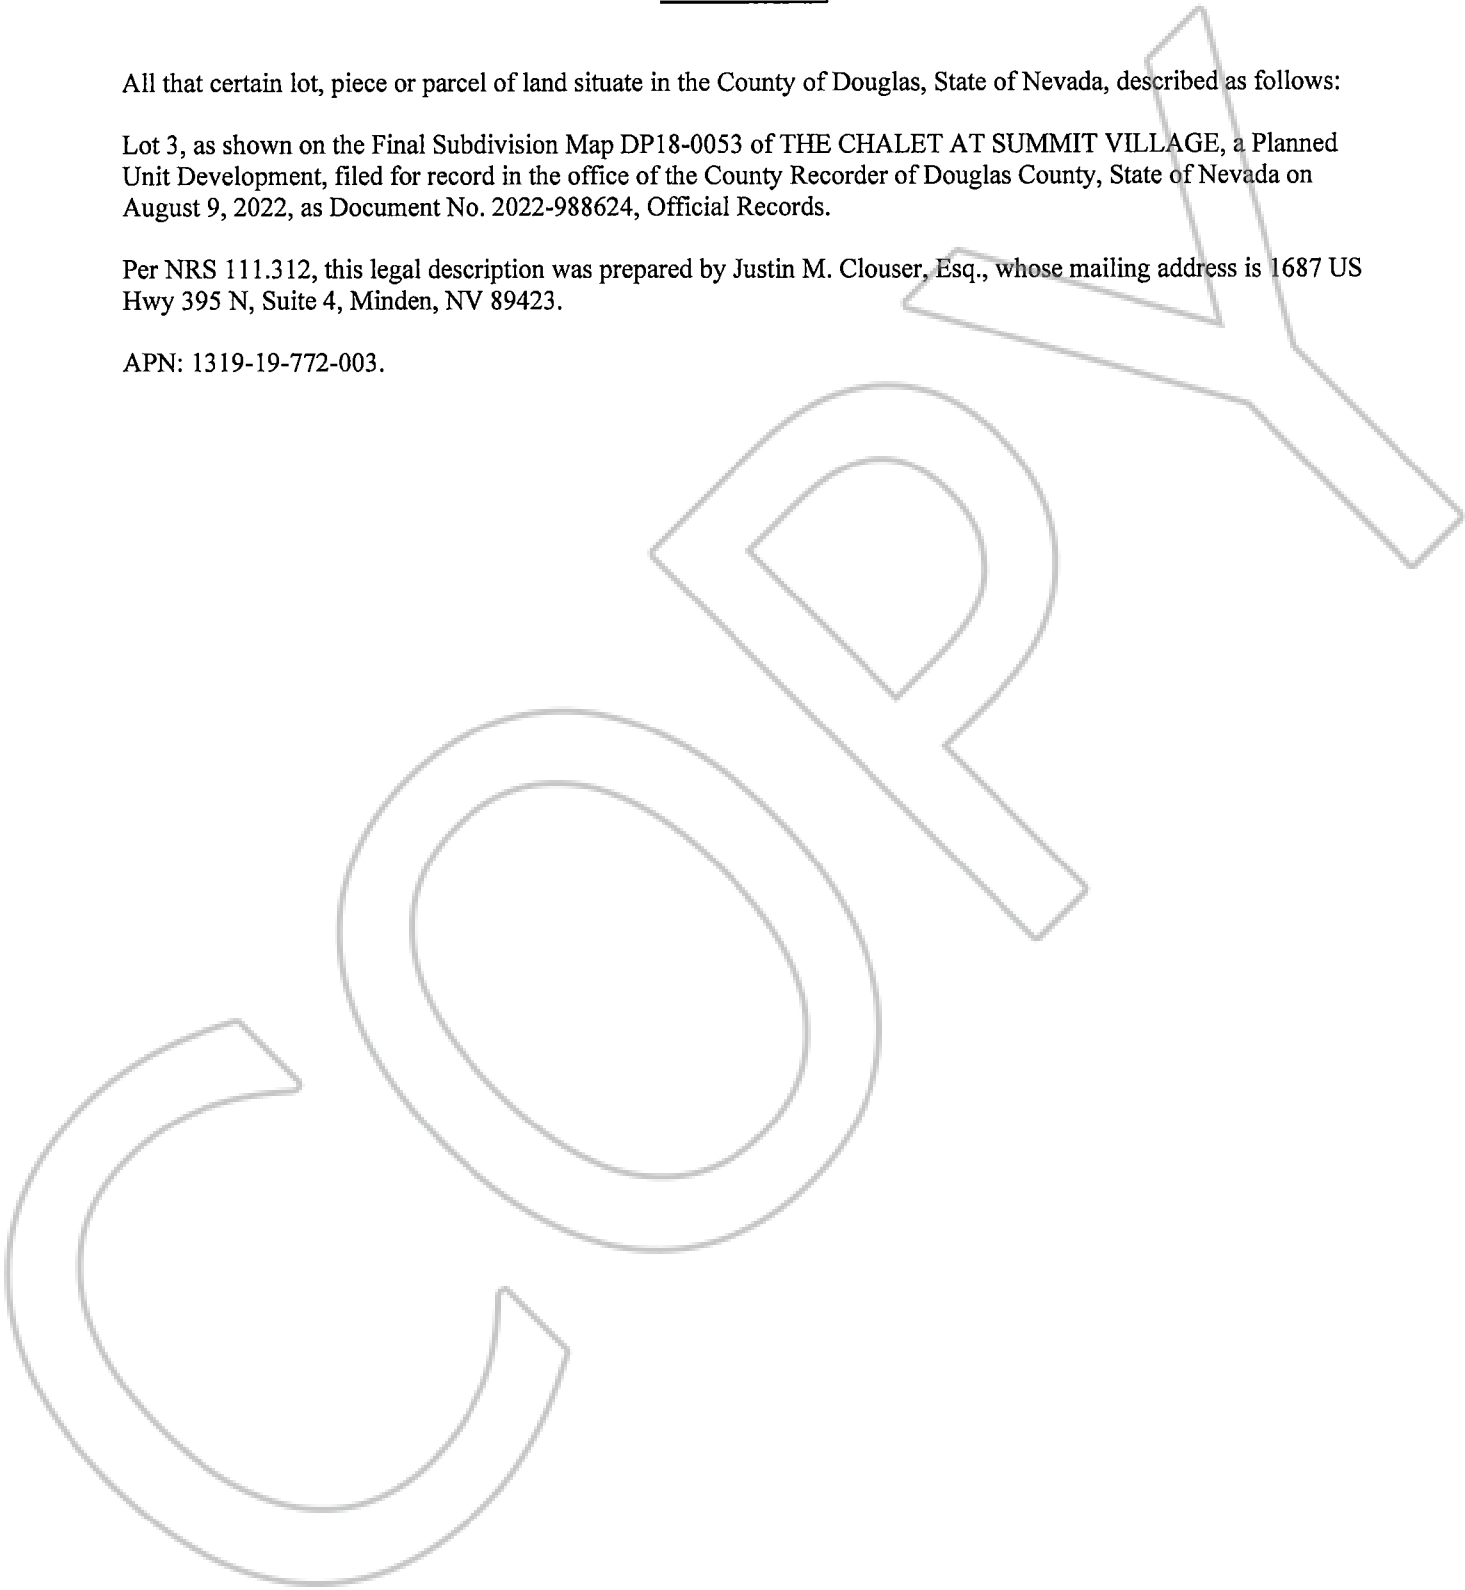 All that certain lot, piece or parcel of land situate in the County of Douglas, State of Nevada, described as follows:
Lot 3, as shown on the Final Subdivision Map DP18-0053 of THE CHALET AT SUMMIT VILLAGE, a Planned
Unit Development, filed for record in the office of the County Recorder of Douglas County, State of Nevada on
August 9, 2022, as Document No. 2022-988624, Official Records.
Per NRS 111.312, this legal description was prepared by Justin M. Clouser, Esq., whose mailing address is 1687 US
Hwy 395 N, Suite 4, Minden, NV 89423.
APN: 1319-19-772-003.
COPY